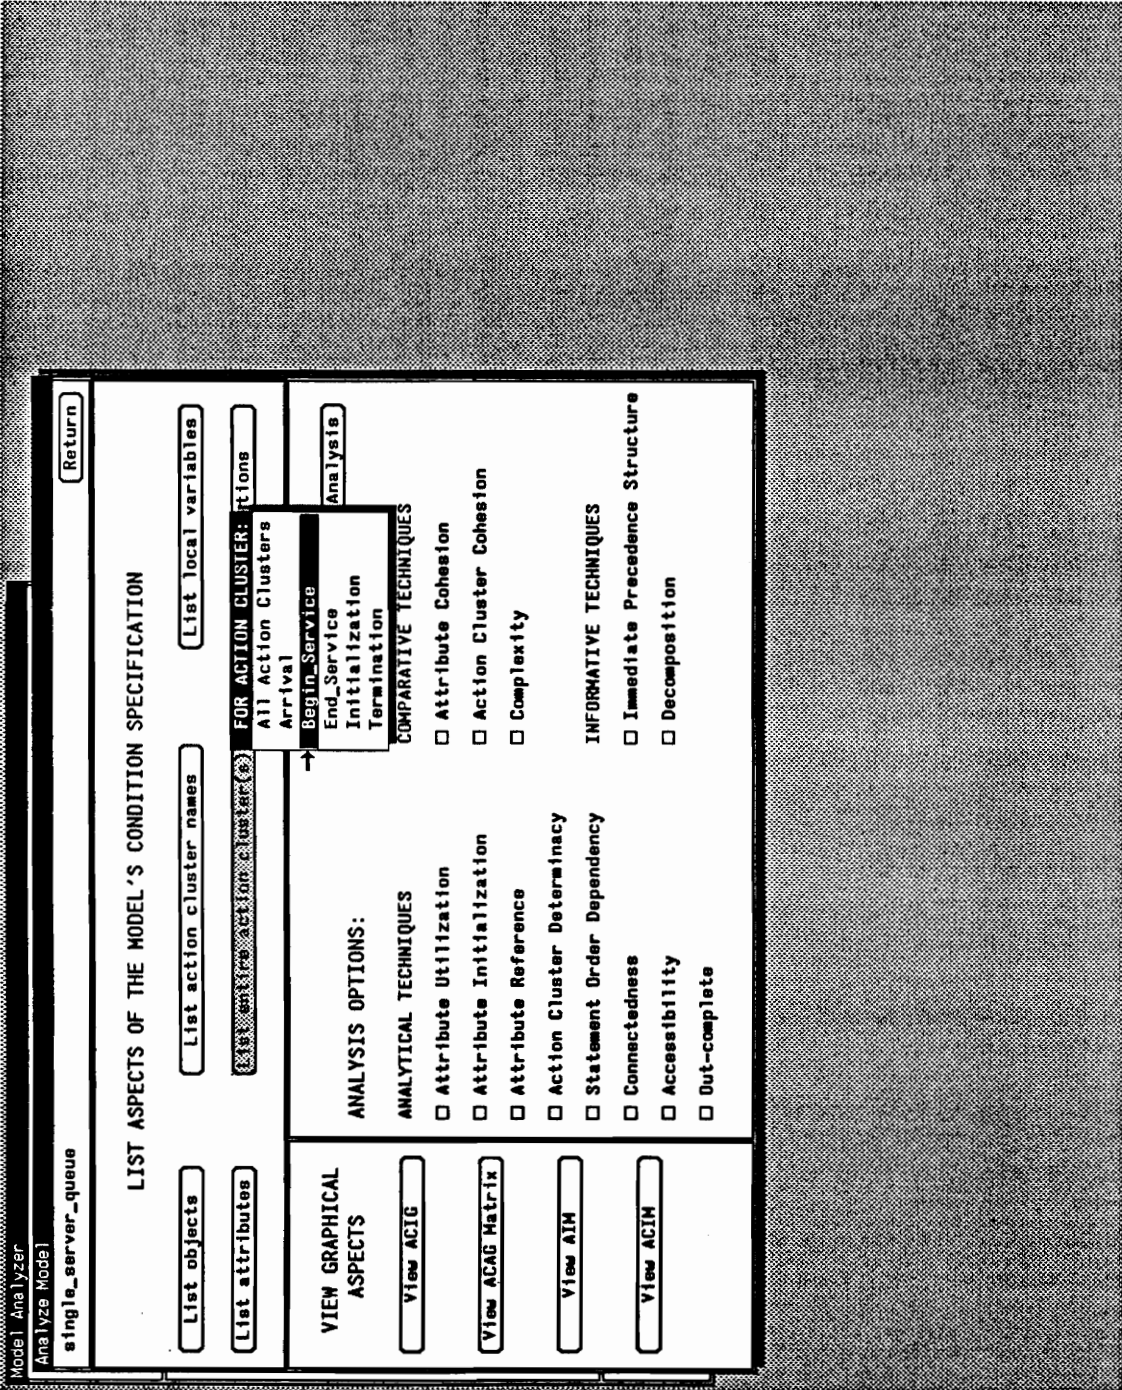 Model Analyzer
Analyze Model
single_server_queue
Return
LIST ASPECTS OF THE MODEL'S CONDITION SPECIFICATION
List objects
List action cluster names
List local variables
List attributes
List entire action cluster(s)
tions
FOR ACTION CLUSTER:
All Action Clusters
Arrival
Begin_Service
End_Service
Initialization
Termination
VIEW GRAPHICAL
ASPECTS
View ACIG
View ACAG Matrix
View AIM
View ACIM
ANALYSIS OPTIONS:
Analysis
ANALYTICAL TECHNIQUES
Attribute Utilization
Attribute Initialization
Attribute Reference
Action Cluster Determinacy
Statement Order Dependency
Connectedness
Accessibility
Out-complete
COMPARATIVE TECHNIQUES
Attribute Cohesion
Action Cluster Cohesion
Complexity
INFORMATIVE TECHNIQUES
Immediate Precedence Structure
Decomposition